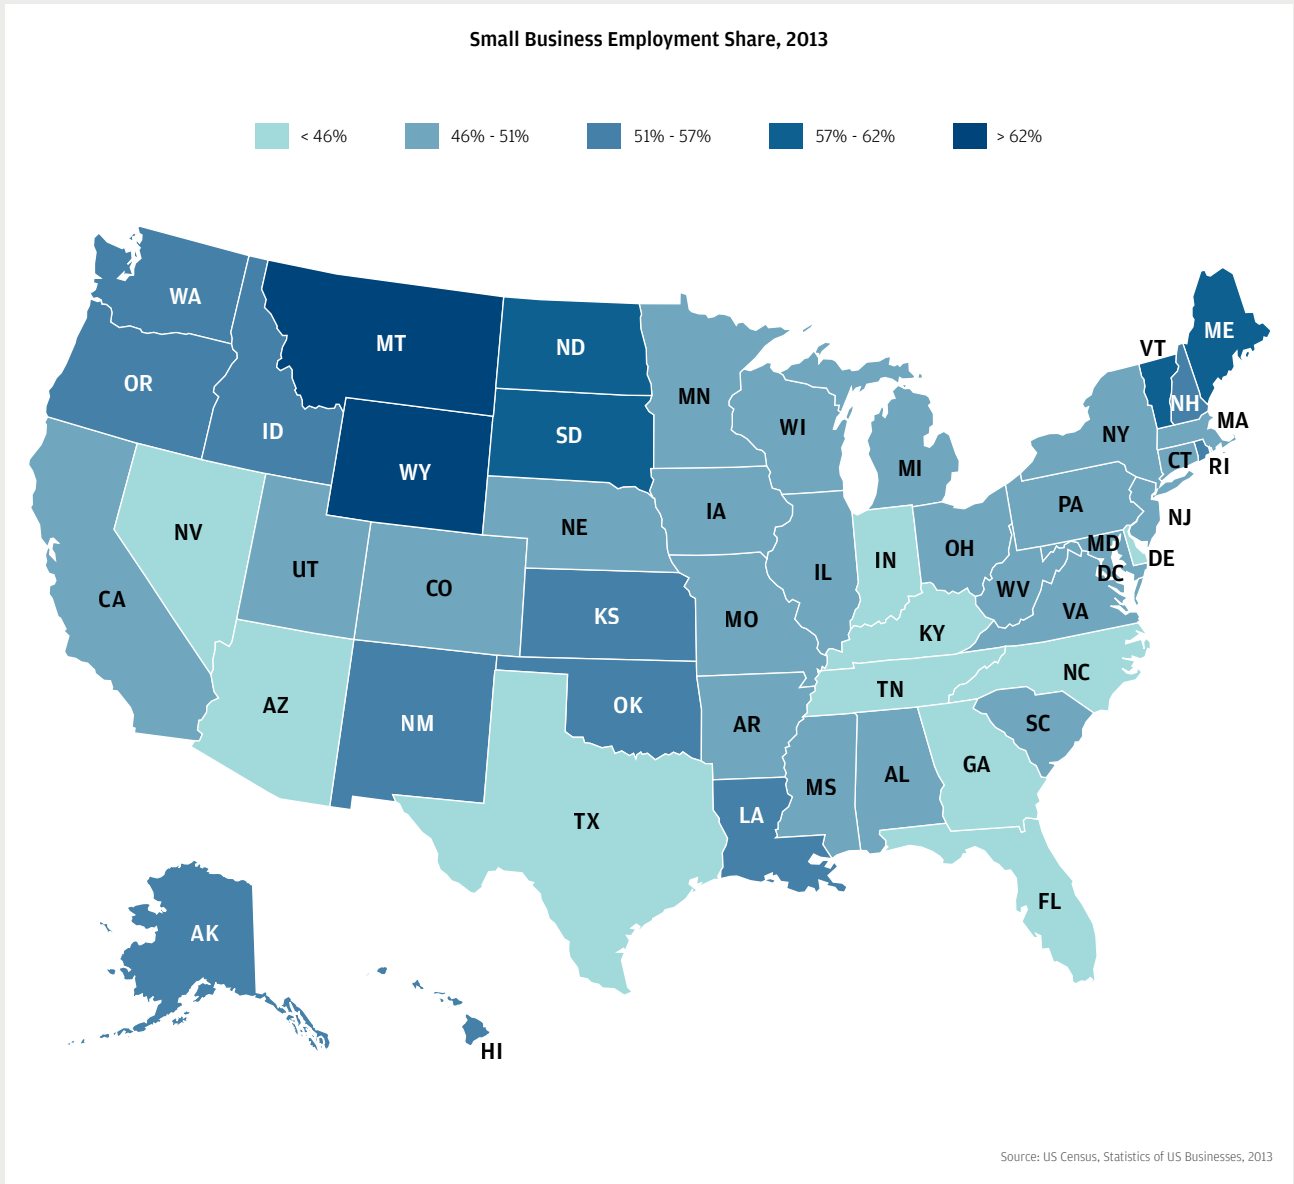 Small Business Employment Share, 2013
< 46%
46% - 51%
51% - 57%
57% - 62%
> 62%
WA
MT
ND
ME
VT
OR
MN
NH
MA
ID
SD
WI
NY
WY
MI
CT
RI
NV
NE
IA
PA
NJ
UT
CO
IL
IN
OH
MD
DE
DC
CA
KS
MO
WV
VA
KY
AZ
NM
OK
AR
TN
NC
SC
TX
LA
MS
AL
GA
FL
AK
HI
Source: US Census, Statistics of US Businesses, 2013